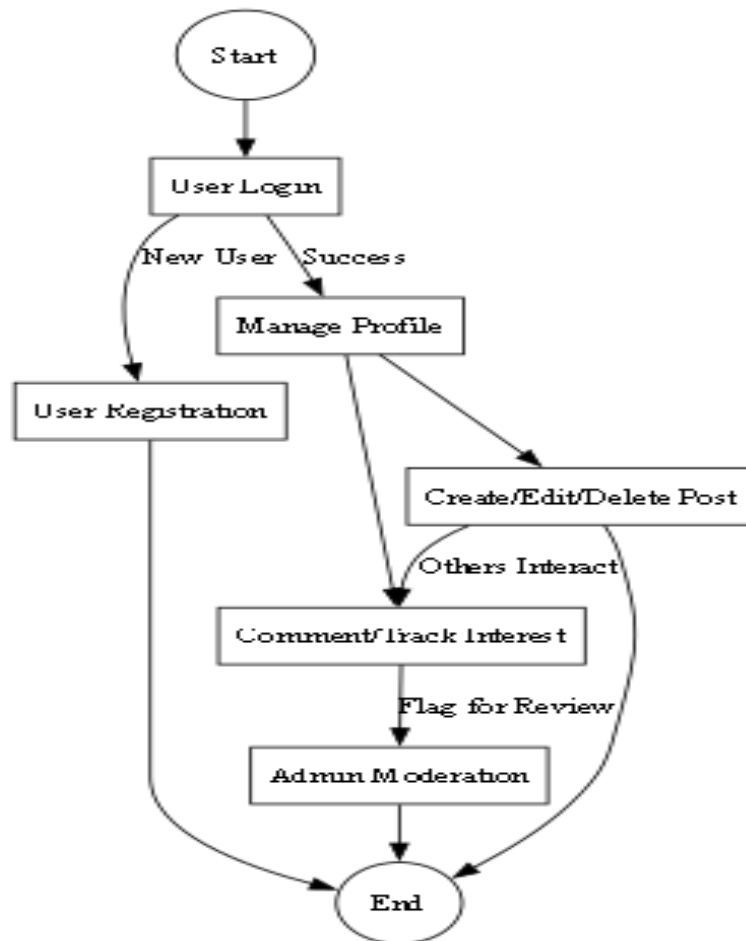 Start
User Login
New User
Success
Manage Profile
User Registration
Create/Edit/Delete Post
Others Interact
Comment/Track Interest
Flag for Review
Admin Moderation
End